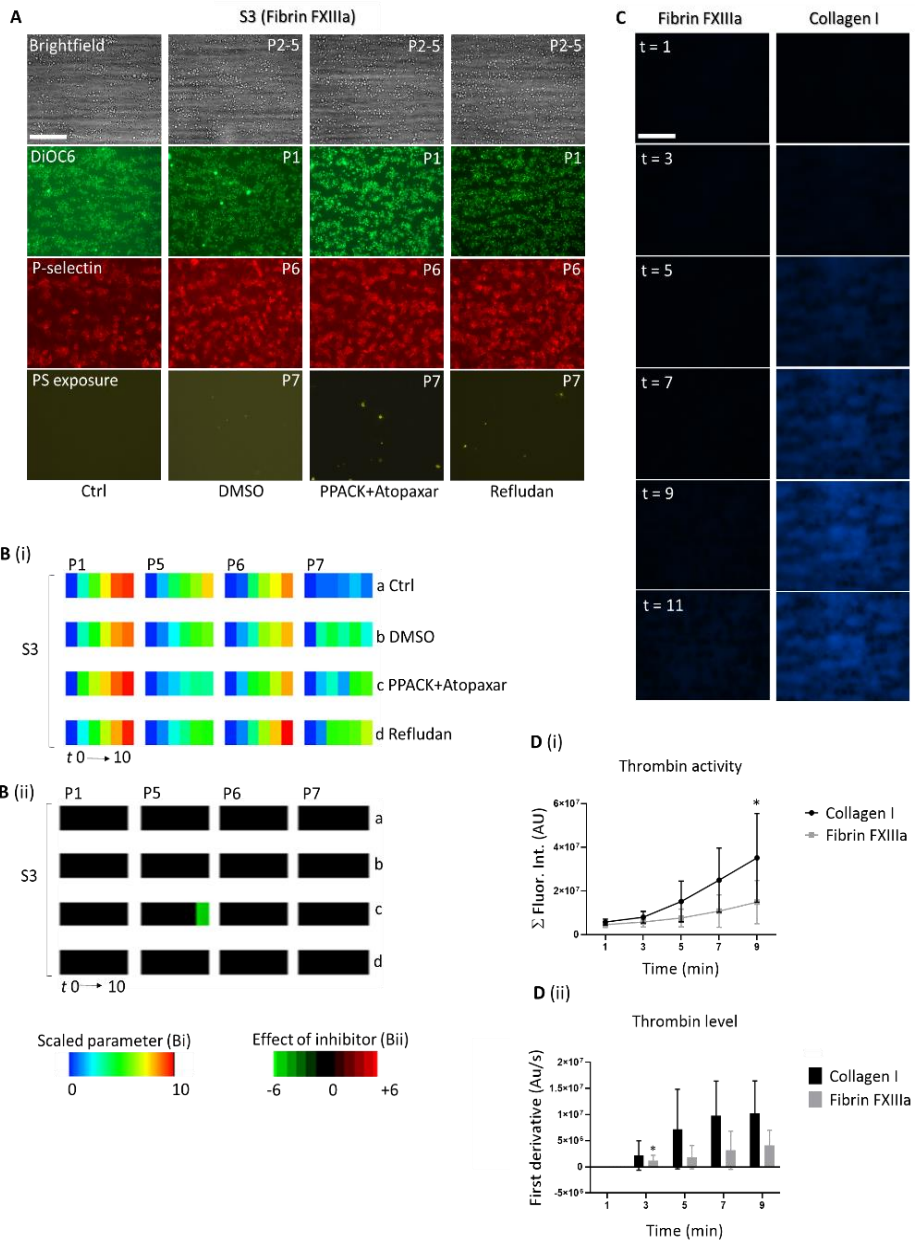 A
S3 (Fibrin FXIIIa)
Brightfield P2-5 P2-5 P2-5 P2-5
DiOC6 P1 P1 P1
P-selectin P6 P6 P6
PS exposure P7 P7 P7
Ctrl DMSO PPACK+Atopaxar Refludan
B (i)
P1 P5 P6 P7
S3
a Ctrl
b DMSO
c PPACK+Atopaxar
d Refludan
t 0 → 10
B (ii)
P1 P5 P6 P7
S3
a
b
c
d
t 0 → 10
Scaled parameter (Bi)
0 10
Effect of inhibitor (Bii)
-6 0 +6
C
Fibrin FXIIIa Collagen I
t = 1
t = 3
t = 5
t = 7
t = 9
t = 11
D (i)
Thrombin activity
Σ Fluor. Int. (AU)
6×10⁷
4×10⁷
2×10⁷
0
*
1 3 5 7 9
Time (min)
Collagen I
Fibrin FXIIIa
D (ii)
Thrombin level
First derivative (Au/s)
2×10⁷
1.5×10⁷
1×10⁷
5×10⁶
0
-5×10⁶
*
1 3 5 7 9
Time (min)
Collagen I
Fibrin FXIIIa